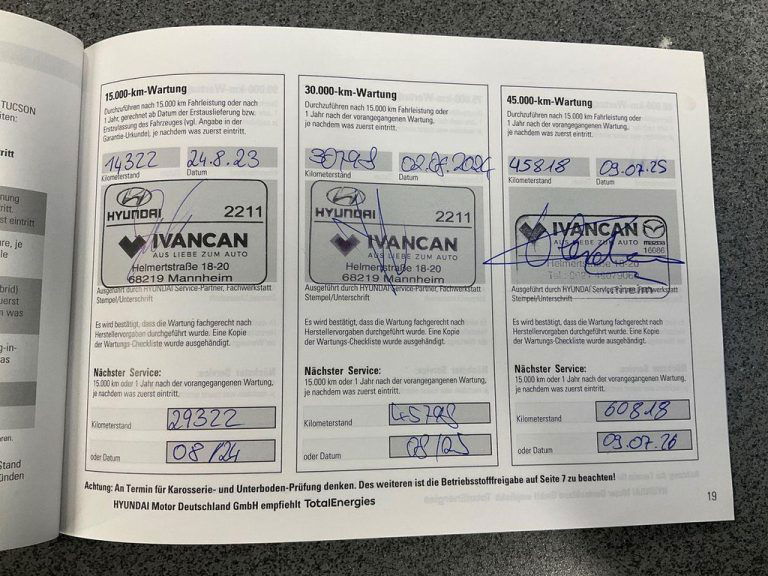 TUCSON
15.000-km-Wartung
Durchzuführen nach 15.000 km Fahrleistung oder nach
1 Jahr, gerechnet ab Datum der Erstauslieferung bzw.
Erstzulassung des Fahrzeuges (vgl. Angabe in der
Garantie-Urkunde), je nachdem was zuerst eintritt.
14322 24.8.23
Kilometerstand Datum
HYUNDAI 2211
IVANCAN
AUS LIEBE ZUM AUTO
Helmertstraße 18-20
68219 Mannheim
Ausgeführt durch HYUNDAI Service-Partner, Fachwerkstatt
Stempel/Unterschrift
Es wird bestätigt, dass die Wartung fachgerecht nach
Herstellervorgaben durchgeführt wurde. Eine Kopie
der Wartungs-Checkliste wurde ausgehändigt.
Nächster Service:
15.000 km oder 1 Jahr nach vorangegangener Wartung,
je nachdem was zuerst eintritt.
Kilometerstand 29322
oder Datum 08/24
30.000-km-Wartung
Durchzuführen nach 15.000 km Fahrleistung oder
1 Jahr nach der vorangegangenen Wartung,
je nachdem was zuerst eintritt.
30798 02.08.2024
Kilometerstand Datum
HYUNDAI 2211
IVANCAN
AUS LIEBE ZUM AUTO
Helmertstraße 18-20
68219 Mannheim
Ausgeführt durch HYUNDAI Service-Partner, Fachwerkstatt
Stempel/Unterschrift
Es wird bestätigt, dass die Wartung fachgerecht nach
Herstellervorgaben durchgeführt wurde. Eine Kopie
der Wartungs-Checkliste wurde ausgehändigt.
Nächster Service:
15.000 km oder 1 Jahr nach der vorangegangenen Wartung,
je nachdem was zuerst eintritt.
Kilometerstand 45798
oder Datum 08/25
45.000-km-Wartung
Durchzuführen nach 15.000 km Fahrleistung oder
1 Jahr nach der vorangegangenen Wartung,
je nachdem was zuerst eintritt.
45818 09.07.25
Kilometerstand Datum
IVANCAN
AUS LIEBE ZUM AUTO mazda
16086
Helmertstraße 18-20
Ausgeführt durch HYUNDAI Service-Partner, Fachwerkstatt
Stempel/Unterschrift
Es wird bestätigt, dass die Wartung fachgerecht nach
Herstellervorgaben durchgeführt wurde. Eine Kopie
der Wartungs-Checkliste wurde ausgehändigt.
Nächster Service:
15.000 km oder 1 Jahr nach der vorangegangenen Wartung,
je nachdem was zuerst eintritt.
Kilometerstand 60818
oder Datum 09.07.26
Achtung: An Termin für Karosserie- und Unterboden-Prüfung denken. Des weiteren ist die Betriebsstofffreigabe auf Seite 7 zu beachten!
HYUNDAI Motor Deutschland GmbH empfiehlt TotalEnergies
19